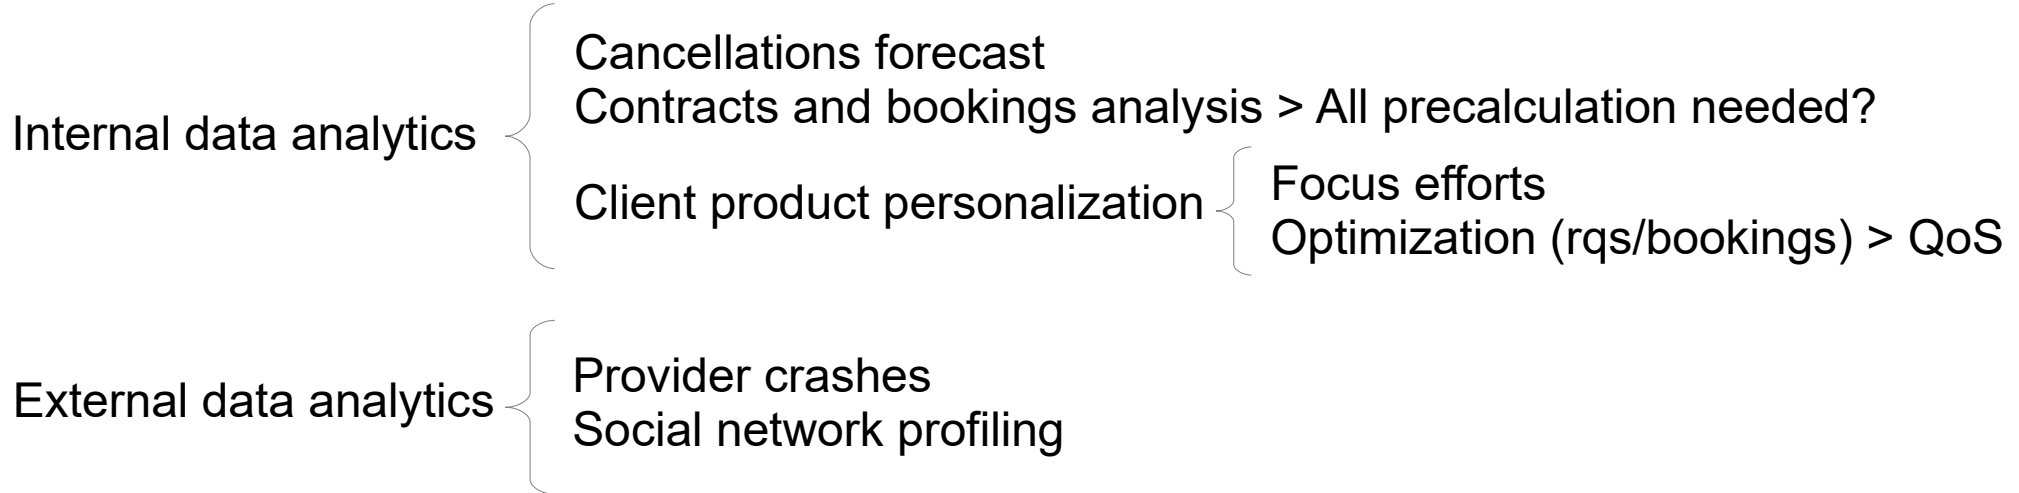 Internal data analytics
Cancellations forecast
Contracts and bookings analysis > All precalculation needed?
Client product personalization
Focus efforts
Optimization (rqs/bookings) > QoS
External data analytics
Provider crashes
Social network profiling